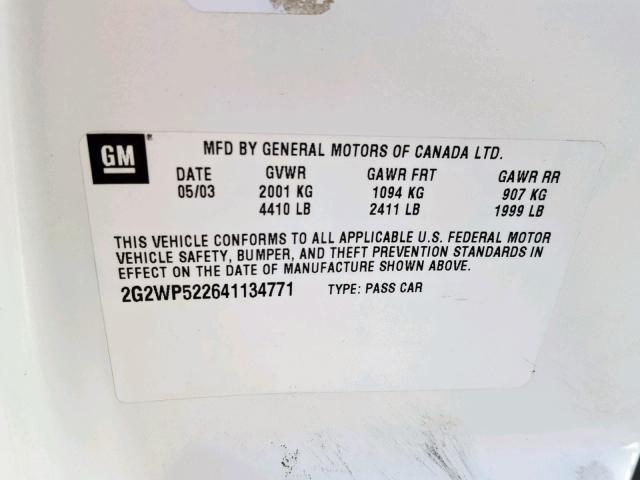 GM
MFD BY GENERAL MOTORS OF CANADA LTD.
DATE GVWR GAWR FRT GAWR RR
05/03 2001 KG 1094 KG 907 KG
4410 LB 2411 LB 1999 LB
THIS VEHICLE CONFORMS TO ALL APPLICABLE U.S. FEDERAL MOTOR
VEHICLE SAFETY, BUMPER, AND THEFT PREVENTION STANDARDS IN
EFFECT ON THE DATE OF MANUFACTURE SHOWN ABOVE.
2G2WP522641134771 TYPE: PASS CAR